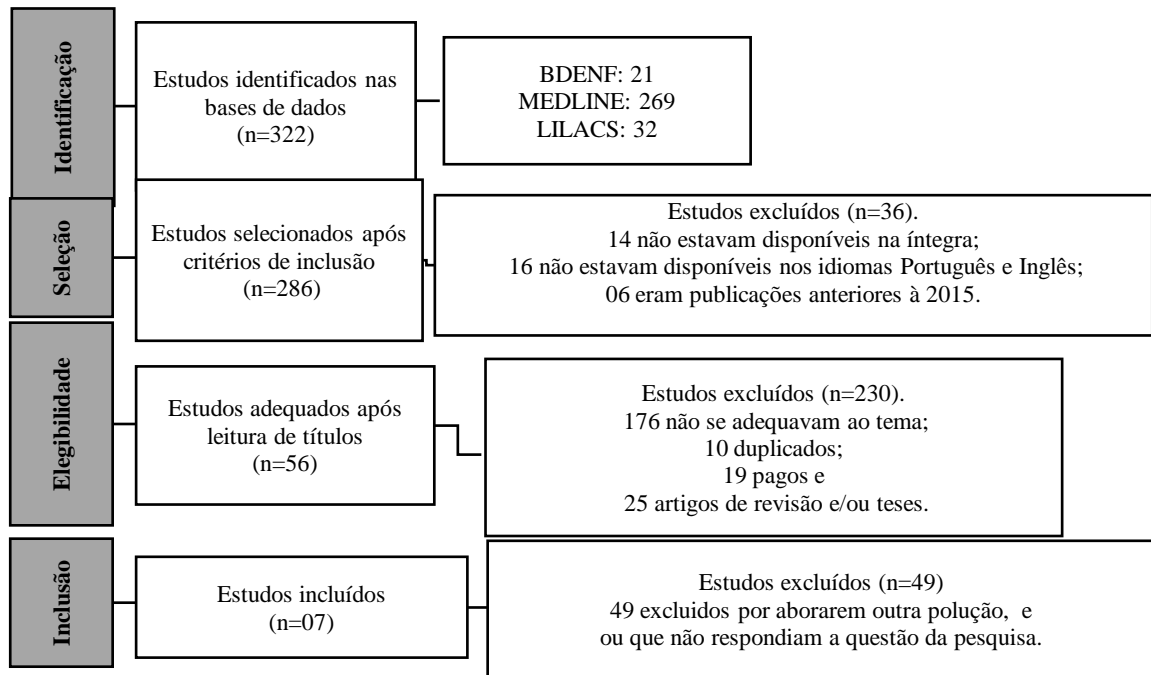 Identificação
Estudos identificados nas
bases de dados
(n=322)
BDENF: 21
MEDLINE: 269
LILACS: 32
Seleção
Estudos selecionados após
critérios de inclusão
(n=286)
Estudos excluídos (n=36).
14 não estavam disponíveis na íntegra;
16 não estavam disponíveis nos idiomas Português e Inglês;
06 eram publicações anteriores à 2015.
Elegibilidade
Estudos adequados após
leitura de títulos
(n=56)
Estudos excluídos (n=230).
176 não se adequavam ao tema;
10 duplicados;
19 pagos e
25 artigos de revisão e/ou teses.
Inclusão
Estudos incluídos
(n=07)
Estudos excluídos (n=49)
49 excluidos por aborarem outra polução, e
ou que não respondiam a questão da pesquisa.